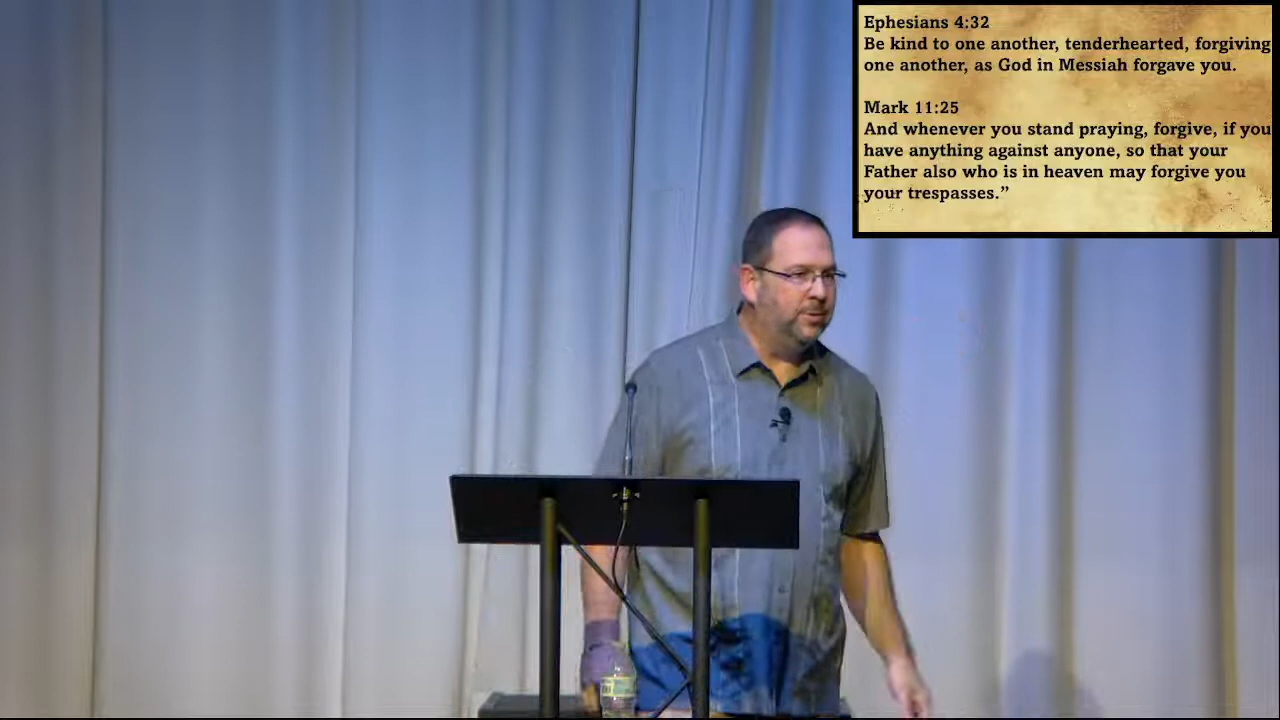 Ephesians 4:32
Be kind to one another, tenderhearted, forgiving
one another, as God in Messiah forgave you.
Mark 11:25
And whenever you stand praying, forgive, if you
have anything against anyone, so that your
Father also who is in heaven may forgive you
your trespasses.”